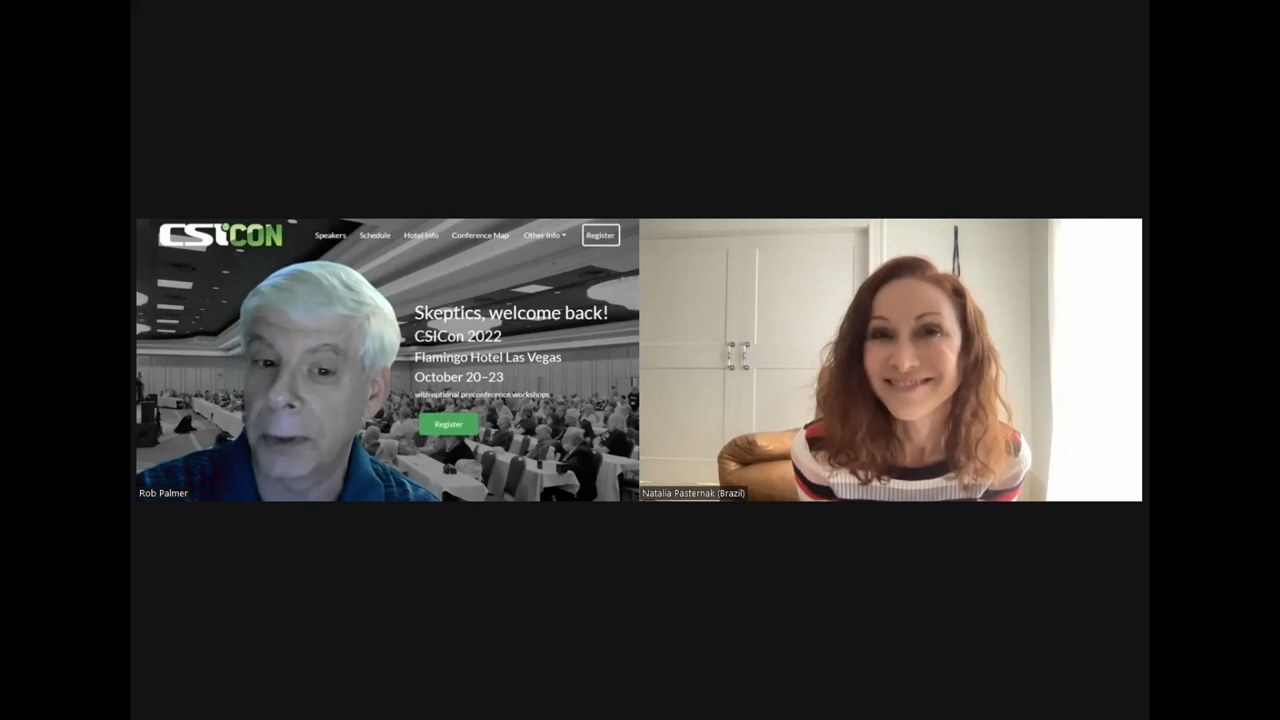 CSICON
Speakers Schedule Hotel Info Conference Map Other Info Register
Skeptics, welcome back!
CSICon 2022
Flamingo Hotel Las Vegas
October 20–23
with optional preconference workshops
Register
Rob Palmer
Natalia Pasternak (Brazil)